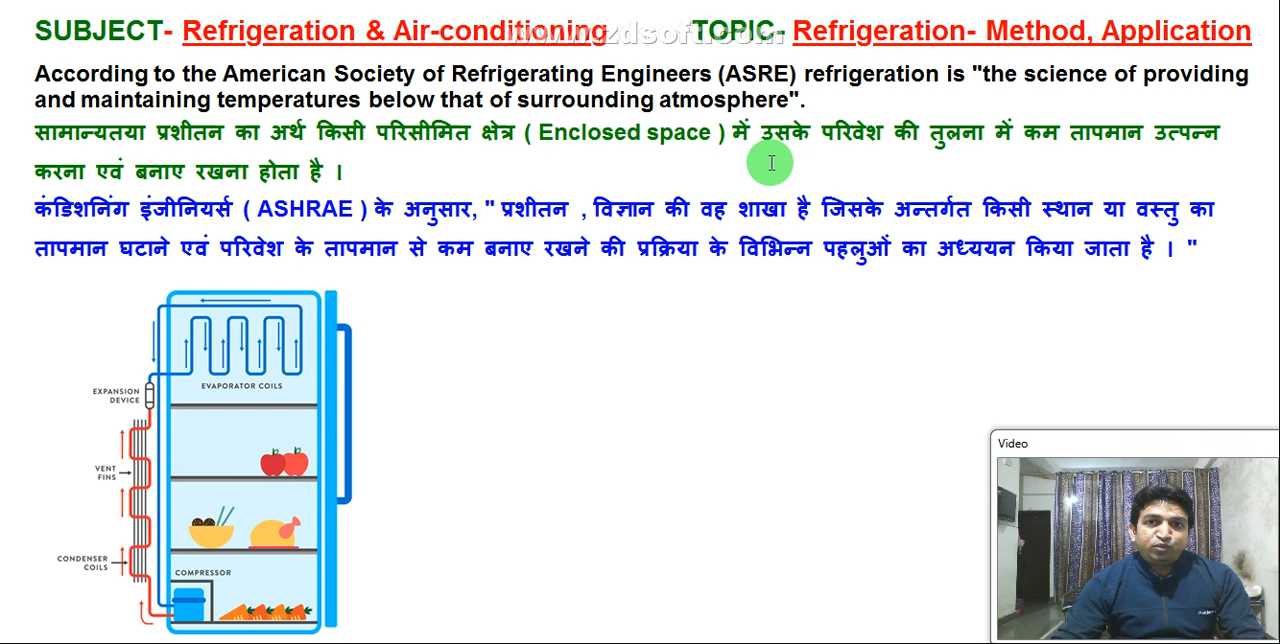 SUBJECT- Refrigeration & Air-conditioning TOPIC- Refrigeration- Method, Application
www.zdsoft.com
According to the American Society of Refrigerating Engineers (ASRE) refrigeration is "the science of providing
and maintaining temperatures below that of surrounding atmosphere".
सामान्यतया प्रशीतन का अर्थ किसी परिसीमित क्षेत्र ( Enclosed space ) में उसके परिवेश की तुलना में कम तापमान उत्पन्न
करना एवं बनाए रखना होता है ।
कंडिशनिंग इंजीनियर्स ( ASHRAE ) के अनुसार, " प्रशीतन , विज्ञान की वह शाखा है जिसके अन्तर्गत किसी स्थान या वस्तु का
तापमान घटाने एवं परिवेश के तापमान से कम बनाए रखने की प्रक्रिया के विभिन्न पहलुओं का अध्ययन किया जाता है । "
EVAPORATOR COILS
EXPANSION
DEVICE
VENT
FINS
CONDENSER
COILS
COMPRESSOR
Video